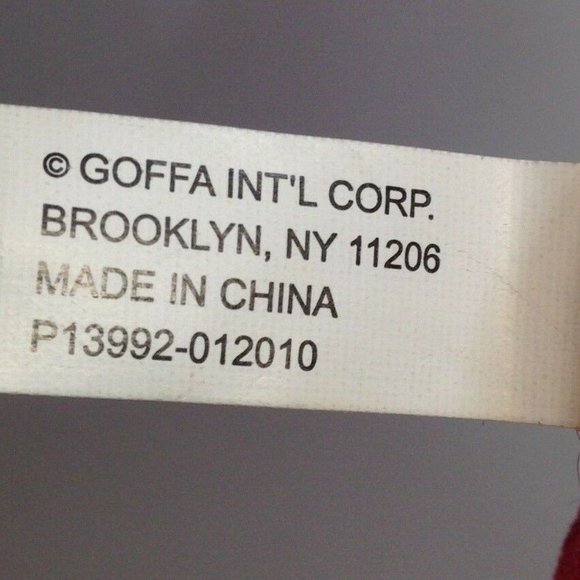 © GOFFA INT'L CORP.
BROOKLYN, NY 11206
MADE IN CHINA
P13992-012010